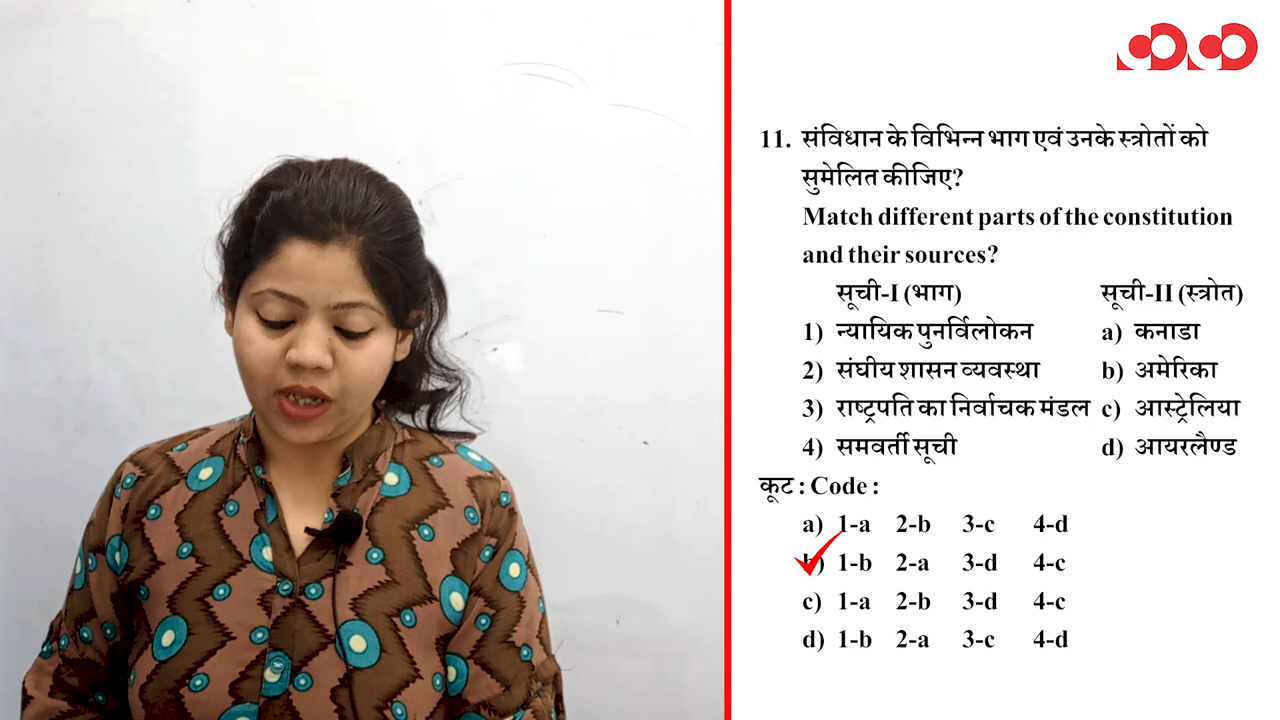 11. संविधान के विभिन्न भाग एवं उनके स्त्रोतों को
सुमेलित कीजिए?
Match different parts of the constitution
and their sources?
सूची-I (भाग) सूची-II (स्त्रोत)
1) न्यायिक पुनर्विलोकन a) कनाडा
2) संघीय शासन व्यवस्था b) अमेरिका
3) राष्ट्रपति का निर्वाचक मंडल c) आस्ट्रेलिया
4) समवर्ती सूची d) आयरलैण्ड
कूट : Code :
a) 1-a 2-b 3-c 4-d
b) 1-b 2-a 3-d 4-c
c) 1-a 2-b 3-d 4-c
d) 1-b 2-a 3-c 4-d